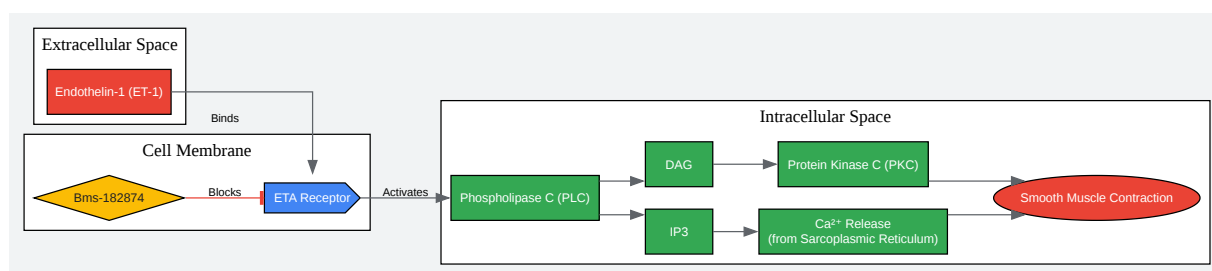 Extracellular Space
Endothelin-1 (ET-1)
Binds
Cell Membrane
Bms-182874
Blocks
ETA Receptor
Activates
Intracellular Space
Phospholipase C (PLC)
DAG
Protein Kinase C (PKC)
IP3
Ca²⁺ Release
(from Sarcoplasmic Reticulum)
Smooth Muscle Contraction